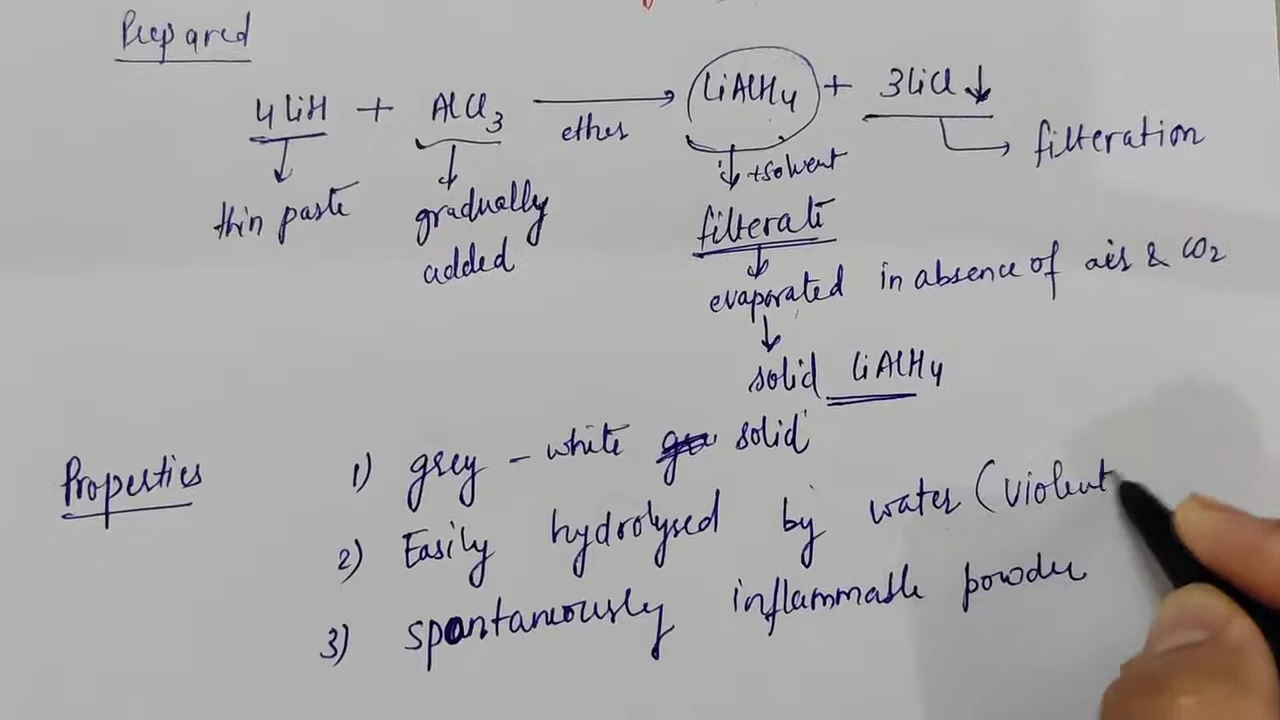 Prepared
4LiH + AlCl3 ether LiAlH4 + 3LiCl↓
filteration
+solvent
thin paste gradually added
filterate
evaporated in absence of air & CO2
solid LiAlH4
Properties
1) grey - white solid
2) Easily hydrolysed by water (violent
3) spontaneously inflammable powder